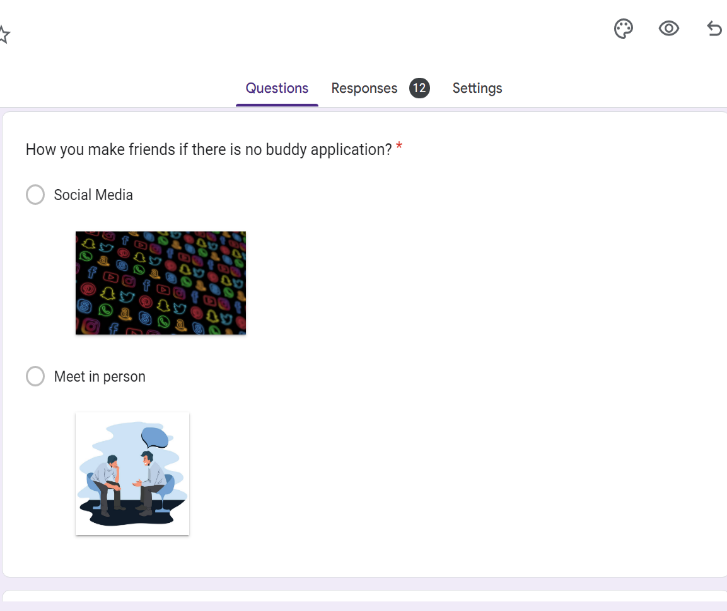 Questions Responses 12 Settings
How you make friends if there is no buddy application? *
Social Media
Meet in person